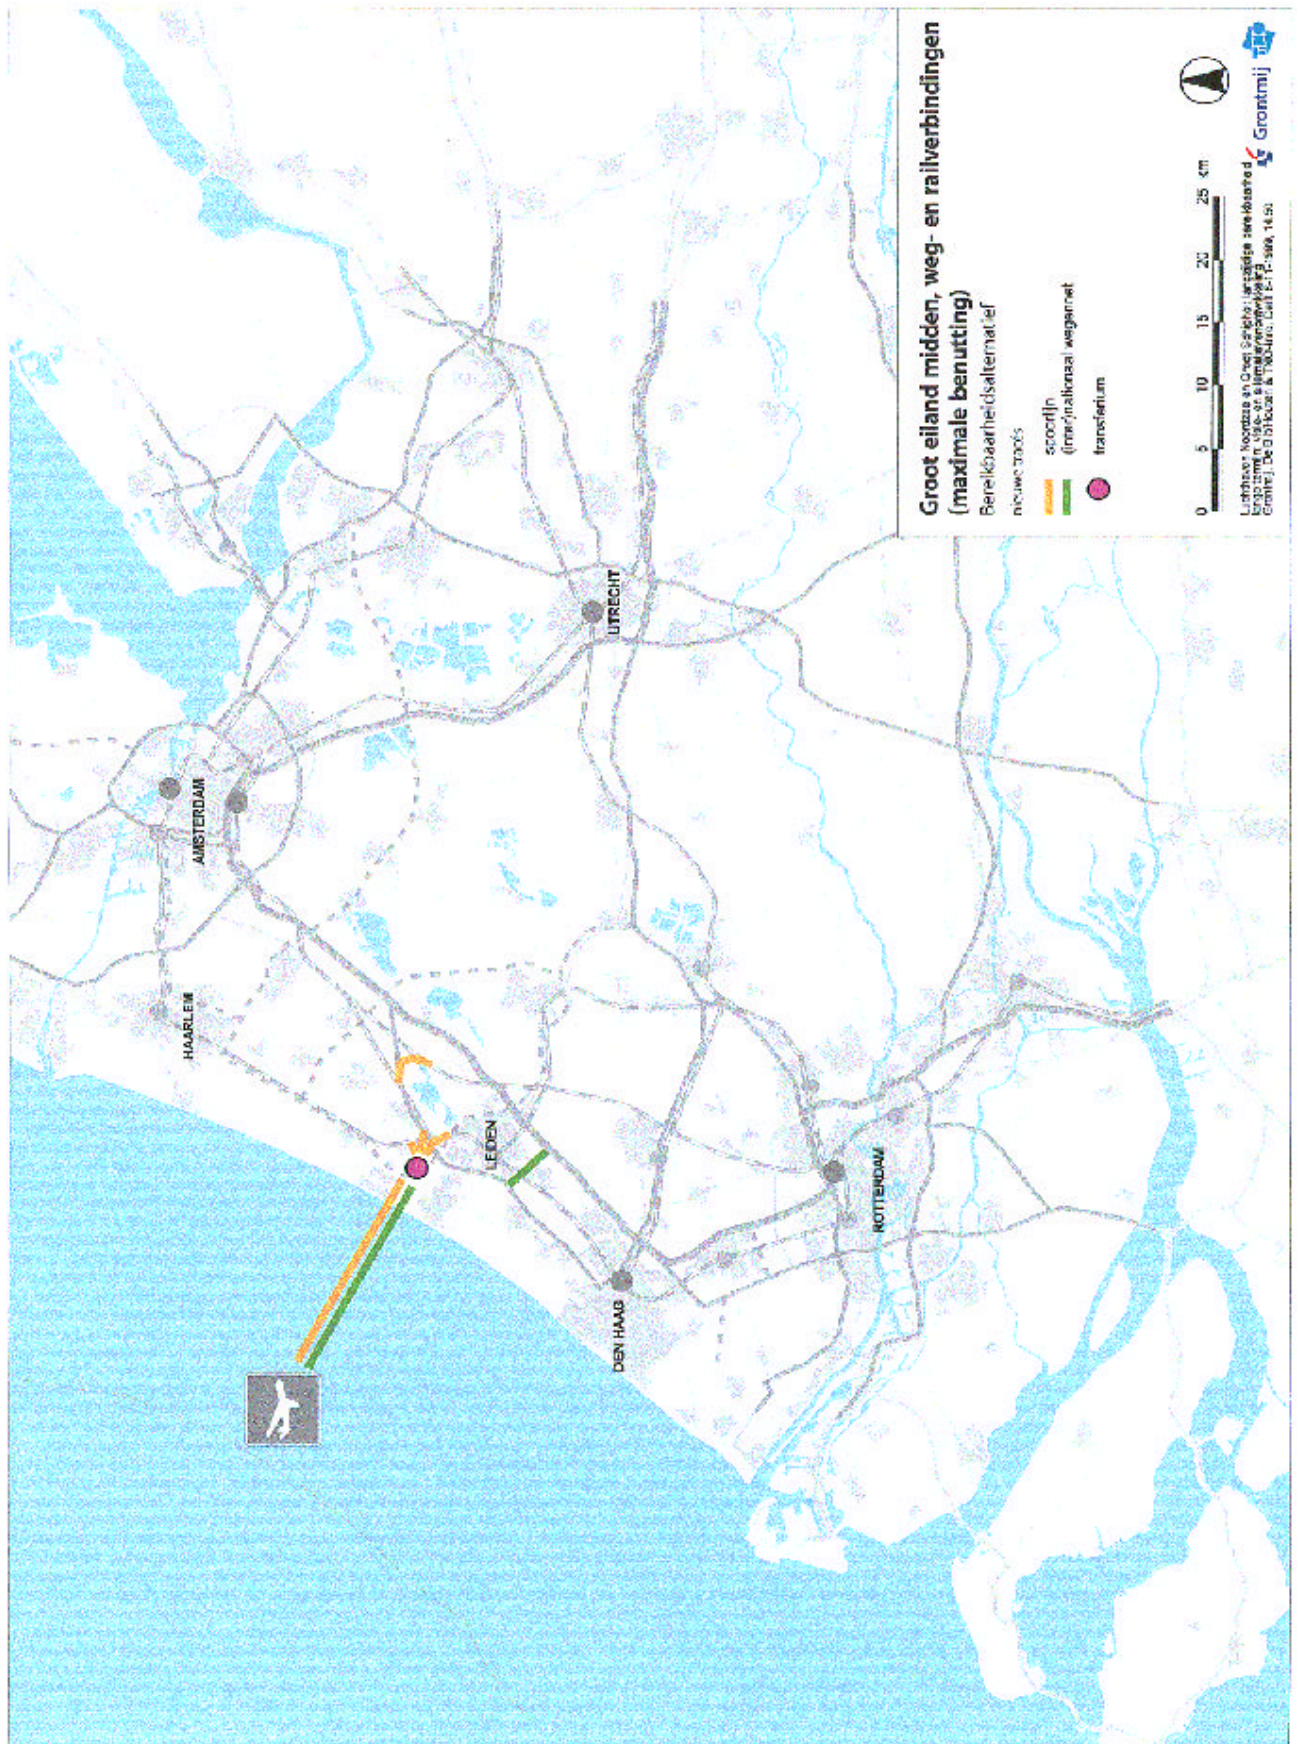 AMSTERDAM
HAARLEM
UTRECHT
LEIDEN
DEN HAAG
ROTTERDAM
Groot eiland midden, weg- en railverbindingen
(maximale benutting)
Bereikbaarheidsalternatief
nieuwe tracés
spoorlijn
(inter)nationaal wegennet
transferium
0 5 10 15 20 25 km
Grontmij